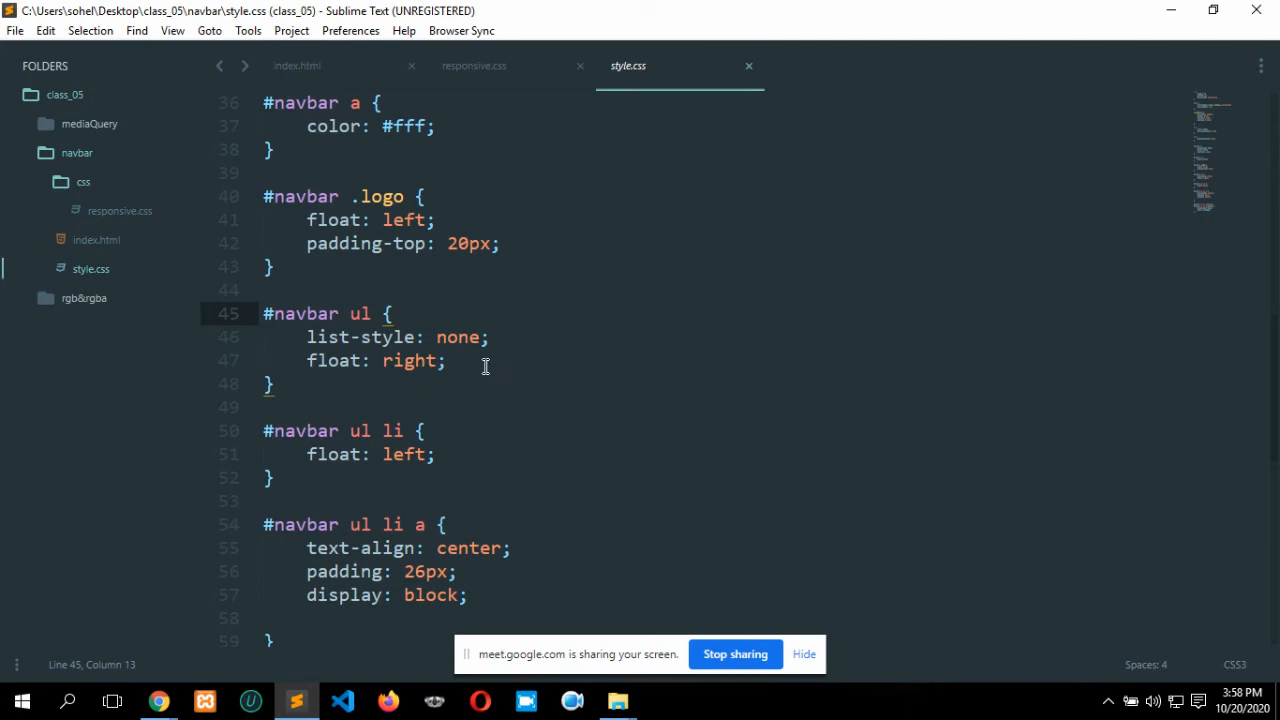 C:\Users\sohel\Desktop\class_05\navbar\style.css (class_05) - Sublime Text (UNREGISTERED)
File Edit Selection Find View Goto Tools Project Preferences Help Browser Sync
FOLDERS
class_05
mediaQuery
navbar
css
responsive.css
index.html
style.css
rgb&rgba
index.html
responsive.css
style.css
36 #navbar a {
37 color: #fff;
38 }
39
40 #navbar .logo {
41 float: left;
42 padding-top: 20px;
43 }
44
45 #navbar ul {
46 list-style: none;
47 float: right;
48 }
49
50 #navbar ul li {
51 float: left;
52 }
53
54 #navbar ul li a {
55 text-align: center;
56 padding: 26px;
57 display: block;
58
59 }
meet.google.com is sharing your screen. Stop sharing Hide
Line 45, Column 13
Spaces: 4 CSS3
3:58 PM
10/20/2020